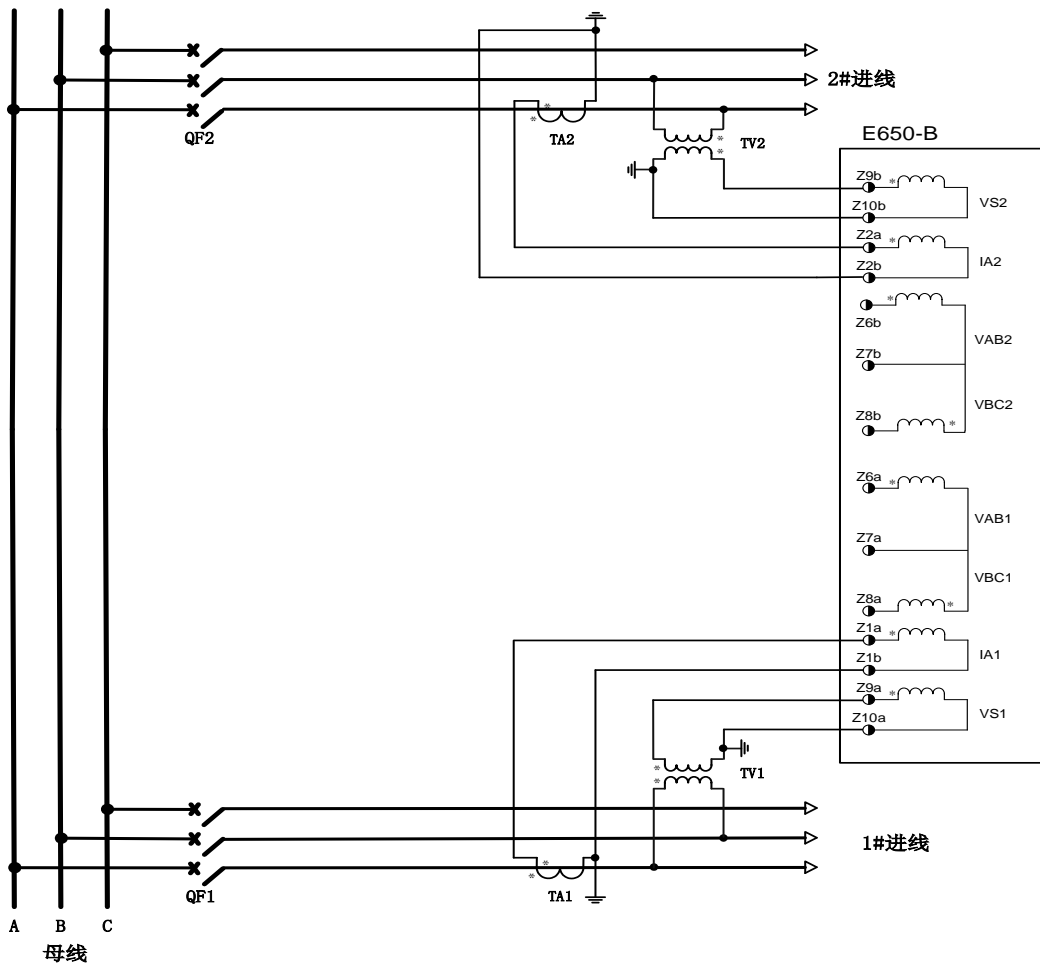 2#进线
QF2
TA2
TV2
E650-B
Z9b
VS2
Z10b
Z2a
IA2
Z2b
Z6b
VAB2
Z7b
VBC2
Z8b
Z6a
VAB1
Z7a
VBC1
Z8a
Z1a
IA1
Z1b
Z9a
VS1
Z10a
TV1
1#进线
QF1
TA1
A B C
母线